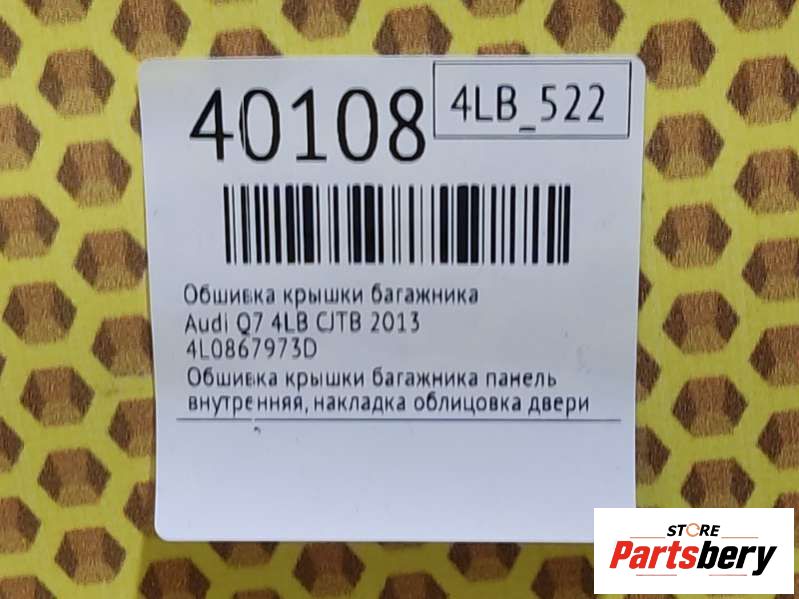 40108
4LB_522
Обшивка крышки багажника
Audi Q7 4LB CJTB 2013
4L0867973D
Обшивка крышки багажника панель
внутренняя, накладка облицовка двери
STORE
Partsbery